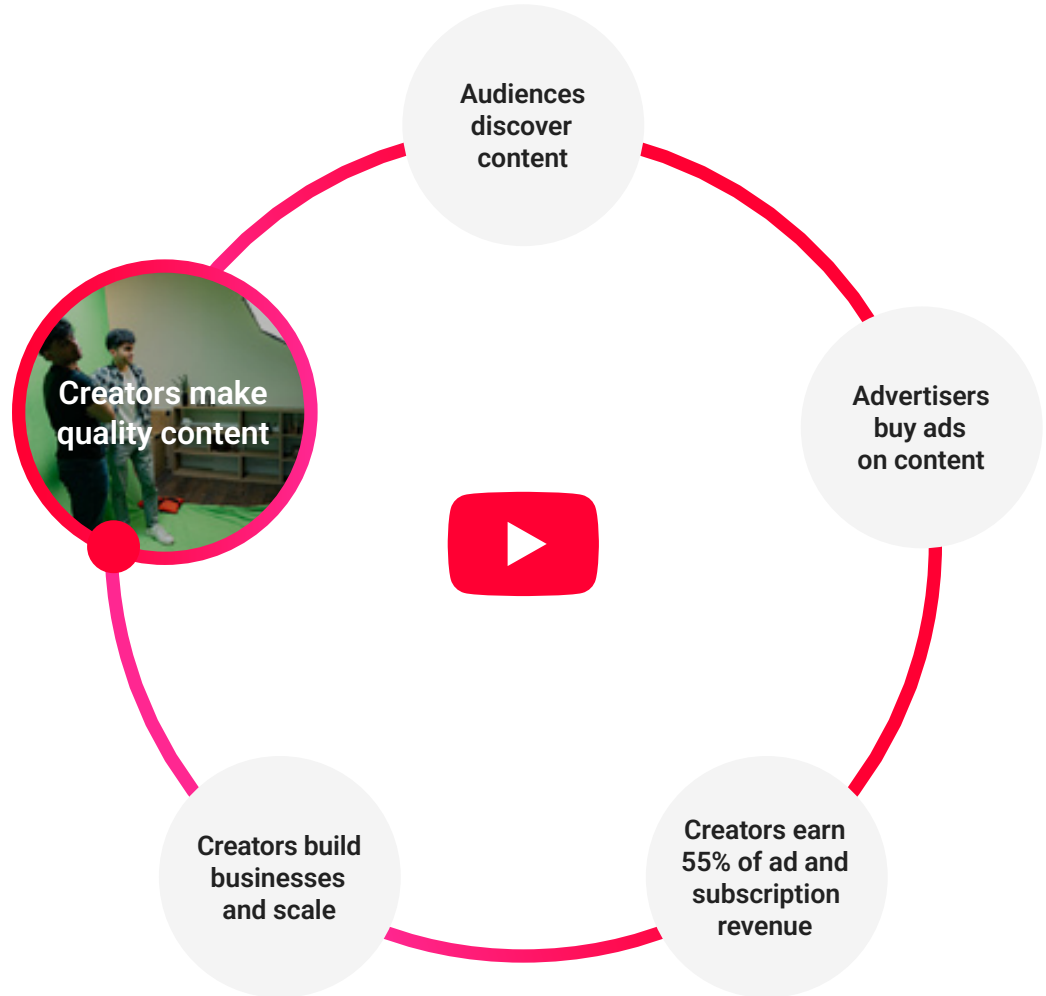 Audiences
discover
content
Creators make
quality content
Advertisers
buy ads
on content
Creators build
businesses
and scale
Creators earn
55% of ad and
subscription
revenue